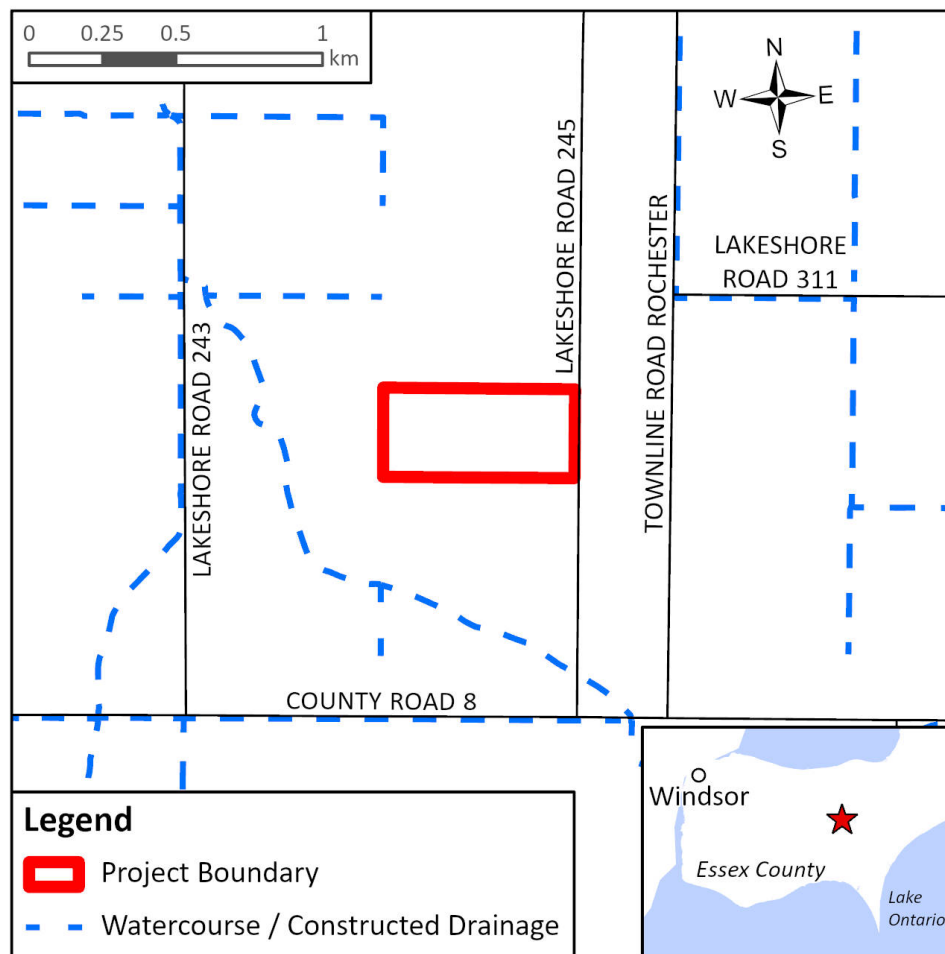 0 0.25 0.5 1
km
N
W E
S
LAKESHORE ROAD 245
TOWNLINE ROAD ROCHESTER
LAKESHORE
ROAD 311
LAKESHORE ROAD 243
COUNTY ROAD 8
Legend
Project Boundary
Watercourse / Constructed Drainage
Windsor
Essex County
Lake
Ontario